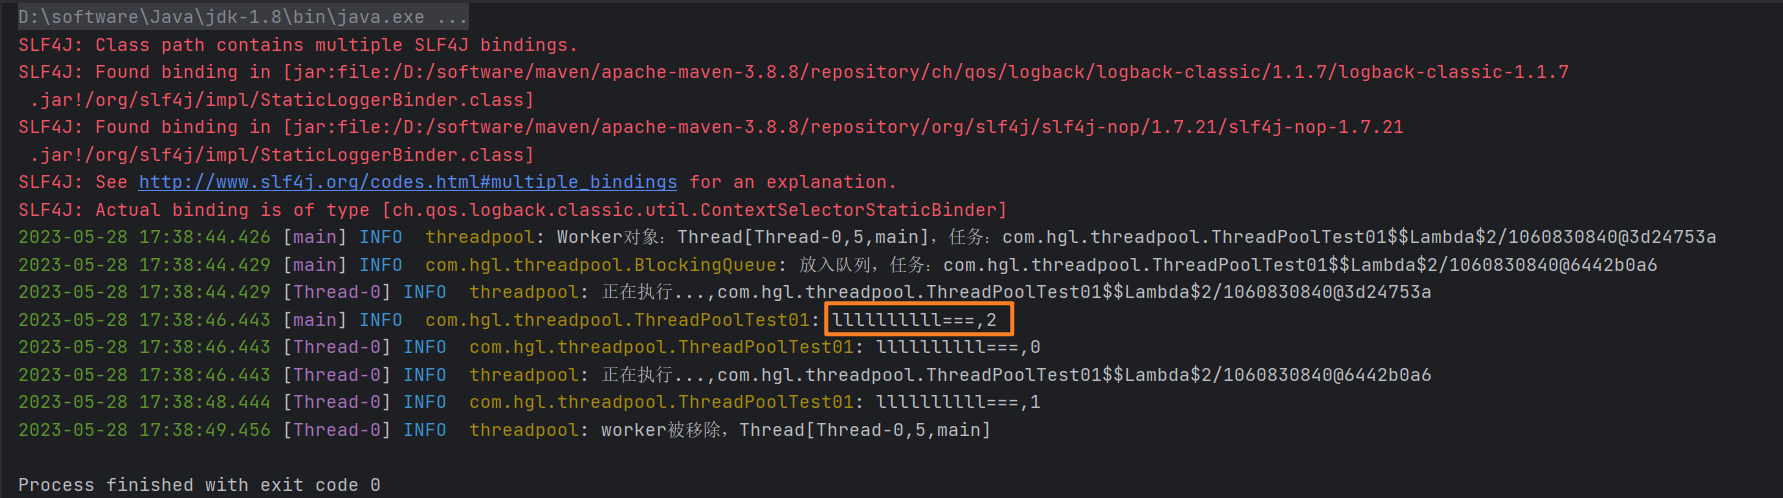 D:\software\Java\jdk-1.8\bin\java.exe ...
SLF4J: Class path contains multiple SLF4J bindings.
SLF4J: Found binding in [jar:file:/D:/software/maven/apache-maven-3.8.8/repository/ch/qos/logback/logback-classic/1.1.7/logback-classic-1.1.7
.jar!/org/slf4j/impl/StaticLoggerBinder.class]
SLF4J: Found binding in [jar:file:/D:/software/maven/apache-maven-3.8.8/repository/org/slf4j/slf4j-nop/1.7.21/slf4j-nop-1.7.21
.jar!/org/slf4j/impl/StaticLoggerBinder.class]
SLF4J: See http://www.slf4j.org/codes.html#multiple_bindings for an explanation.
SLF4J: Actual binding is of type [ch.qos.logback.classic.util.ContextSelectorStaticBinder]
2023-05-28 17:38:44.426 [main] INFO  threadpool: Worker对象：Thread[Thread-0,5,main]，任务：com.hgl.threadpool.ThreadPoolTest01$$Lambda$2/1060830840@3d24753a
2023-05-28 17:38:44.429 [main] INFO  com.hgl.threadpool.BlockingQueue: 放入队列，任务：com.hgl.threadpool.ThreadPoolTest01$$Lambda$2/1060830840@6442b0a6
2023-05-28 17:38:44.429 [Thread-0] INFO  threadpool: 正在执行...,com.hgl.threadpool.ThreadPoolTest01$$Lambda$2/1060830840@3d24753a
2023-05-28 17:38:46.443 [main] INFO  com.hgl.threadpool.ThreadPoolTest01: llllllllll===,2
2023-05-28 17:38:46.443 [Thread-0] INFO  com.hgl.threadpool.ThreadPoolTest01: llllllllll===,0
2023-05-28 17:38:46.443 [Thread-0] INFO  threadpool: 正在执行...,com.hgl.threadpool.ThreadPoolTest01$$Lambda$2/1060830840@6442b0a6
2023-05-28 17:38:48.444 [Thread-0] INFO  com.hgl.threadpool.ThreadPoolTest01: llllllllll===,1
2023-05-28 17:38:49.456 [Thread-0] INFO  threadpool: worker被移除，Thread[Thread-0,5,main]
Process finished with exit code 0